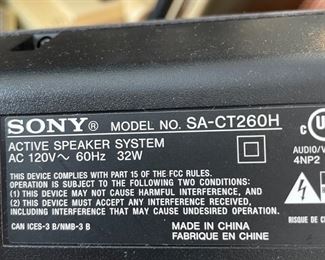 SONY® MODEL NO. SA-CT260H
ACTIVE SPEAKER SYSTEM
AC 120V~ 60Hz 32W
THIS DEVICE COMPLIES WITH PART 15 OF THE FCC RULES.
OPERATION IS SUBJECT TO THE FOLLOWING TWO CONDITIONS:
(1) THIS DEVICE MAY NOT CAUSE HARMFUL INTERFERENCE, AND
(2) THIS DEVICE MUST ACCEPT ANY INTERFERENCE RECEIVED,
INCLUDING INTERFERENCE THAT MAY CAUSE UNDESIRED OPERATION.
CAN ICES-3 B/NMB-3 B
MADE IN CHINA
FABRIQUÉ EN CHINE
c UL
AUDIO/V
4NP2
RISQUE DE C